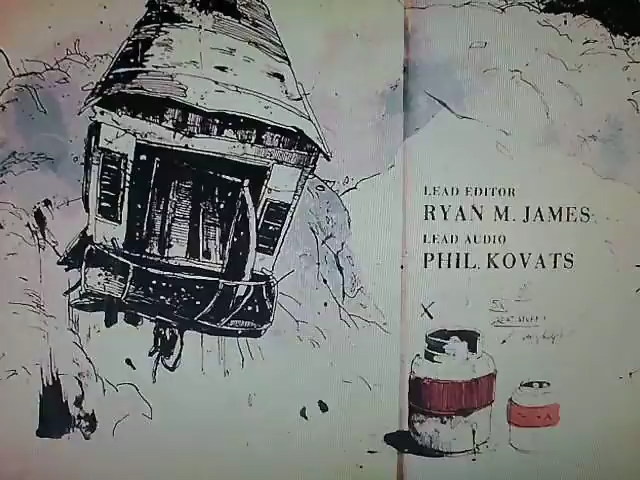 LEAD EDITOR
RYAN M. JAMES
LEAD AUDIO
PHIL KOVATS